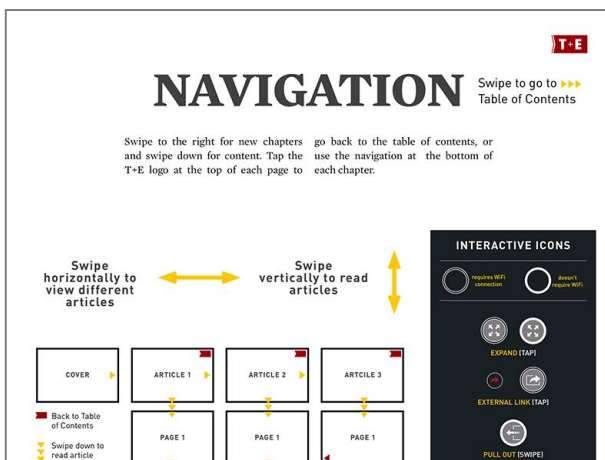 T+E
NAVIGATION
Swipe to go to
Table of Contents
Swipe to the right for new chapters
and swipe down for content. Tap the
T+E logo at the top of each page to
go back to the table of contents, or
use the navigation at the bottom of
each chapter.
Swipe
horizontally to
view different
articles
Swipe
vertically to read
articles
INTERACTIVE ICONS
requires WiFi
connection
doesn't
require WiFi
EXPAND (TAP)
EXTERNAL LINK (TAP)
PULL OUT (SWIPE)
COVER
ARTICLE 1
ARTICLE 2
ARTCILE 3
Back to Table
of Contents
Swipe down to
read article
PAGE 1
PAGE 1
PAGE 1